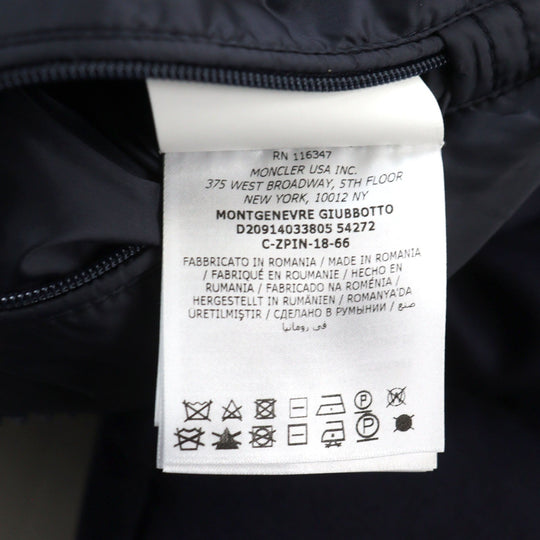 RN 116347
MONCLER USA INC.
375 WEST BROADWAY, 5TH FLOOR
NEW YORK, 10012 NY
MONTGENEVRE GIUBBOTTO
D20914033805 54272
C-ZPIN-18-66
FABBRICATO IN ROMANIA / MADE IN ROMANIA
/ FABRIQUÉ EN ROUMANIE / HECHO EN
RUMANIA / FABRICADO NA ROMÉNIA /
HERGESTELLT IN RUMÄNIEN / ROMANYA'DA
ÜRETILMIŞTIR / СДЕЛАНО В РУМЫНИИ / صنع
في رومانيا
P W
P